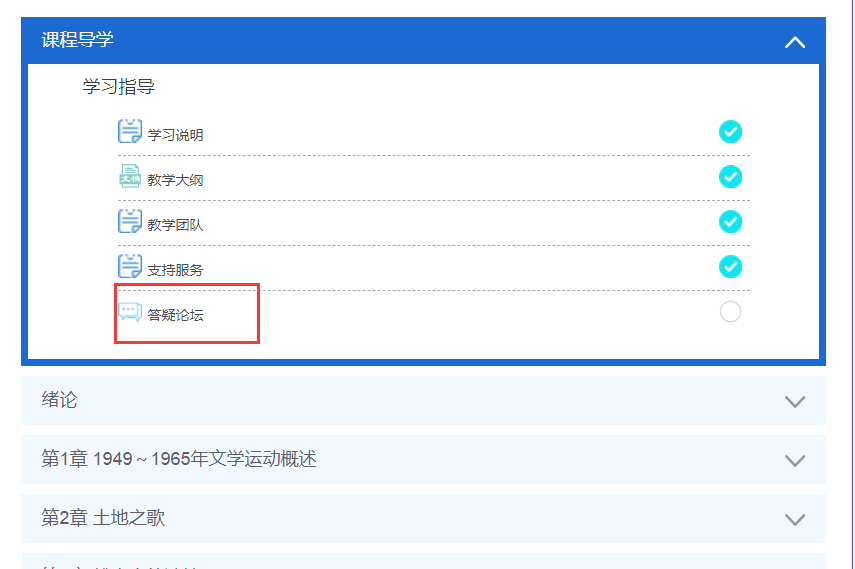 课程导学
学习指导
学习说明
文档
教学大纲
教学团队
支持服务
答疑论坛
绪论
第1章 1949～1965年文学运动概述
第2章 土地之歌